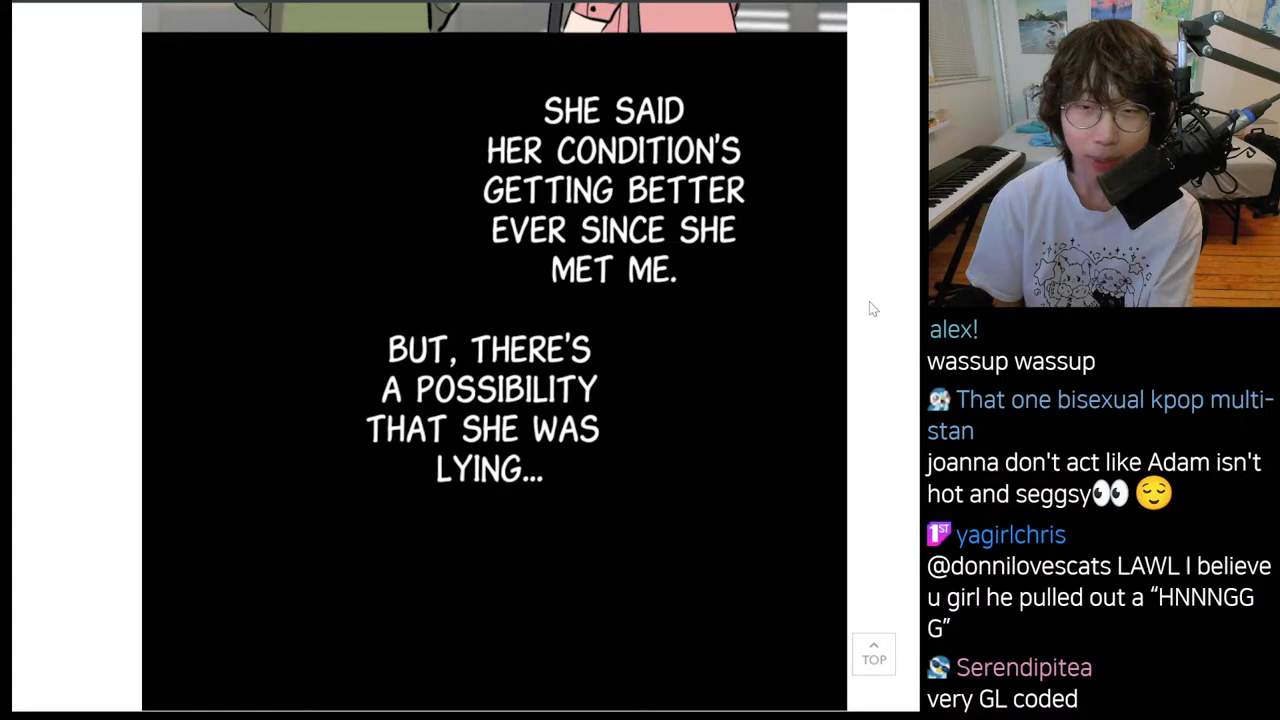 SHE SAID
HER CONDITION'S
GETTING BETTER
EVER SINCE SHE
MET ME.
BUT, THERE'S
A POSSIBILITY
THAT SHE WAS
LYING...
TOP
alex!
wassup wassup
That one bisexual kpop multi-
stan
joanna don't act like Adam isn't
hot and seggsy👀 😌
1ST yagirlchris
@donnilovescats LAWL I believe
u girl he pulled out a “HNNNGG
G”
Serendipitea
very GL coded